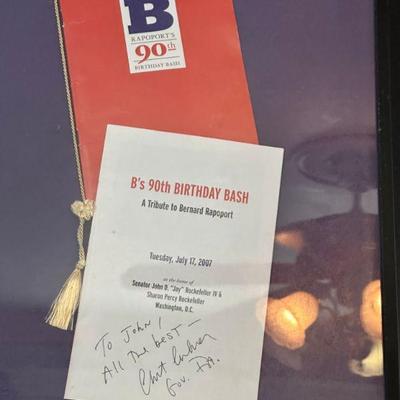 B
RAPOPORT'S
90th
BIRTHDAY BASH
B's 90th BIRTHDAY BASH
A Tribute to Bernard Rapoport
Tuesday, July 17, 2007
at the home of
Senator John D. "Jay" Rockefeller IV &
Sharon Percy Rockefeller
Washington, D.C.
To John,
All the best —
Gov.